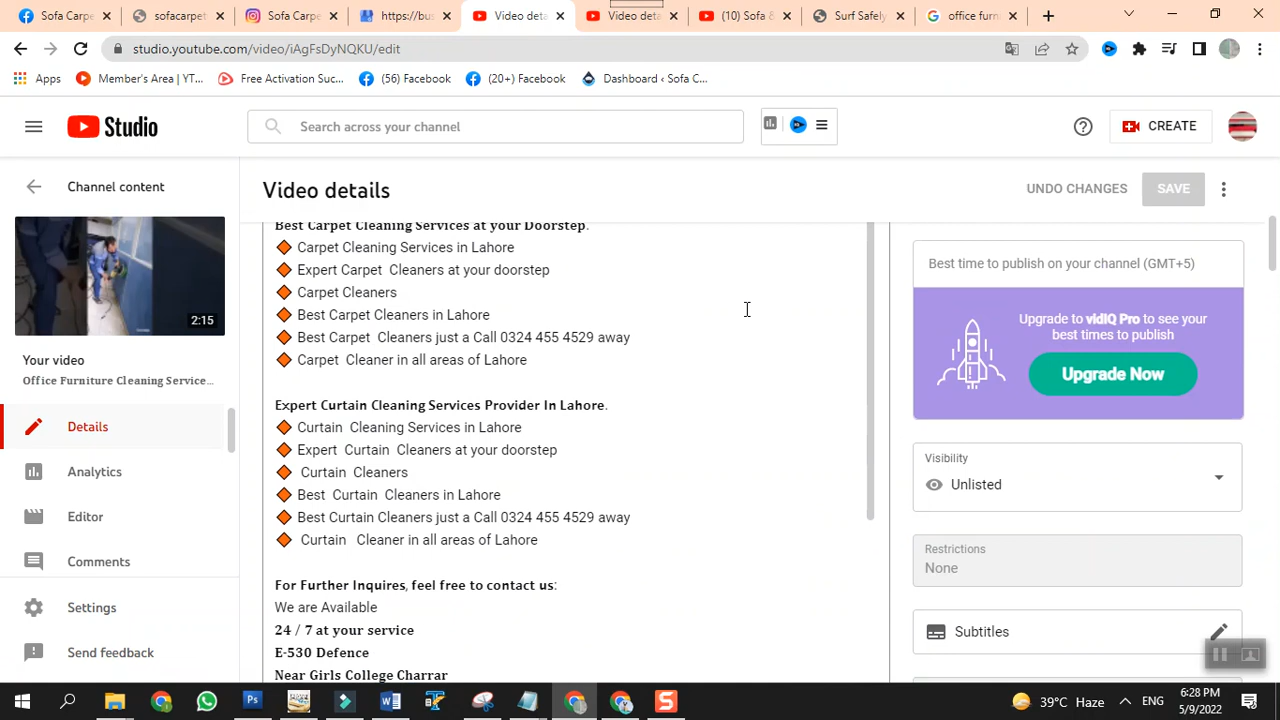 Sofa Carpe
sofacarpet
Sofa Carpe
https://bus
Video deta
Video deta
(10) Sofa &
Surf Safely
office furn
studio.youtube.com/video/iAgFsDyNQKU/edit
Apps
Member's Area | YT...
Free Activation Suc...
(56) Facebook
(20+) Facebook
Dashboard ‹ Sofa C...
Studio
Search across your channel
CREATE
Channel content
2:15
Your video
Office Furniture Cleaning Service...
Details
Analytics
Editor
Comments
Settings
Send feedback
Video details
UNDO CHANGES
SAVE
Best Carpet Cleaning Services at your Doorstep.
🔶 Carpet Cleaning Services in Lahore
🔶 Expert Carpet  Cleaners at your doorstep
🔶 Carpet Cleaners
🔶 Best Carpet Cleaners in Lahore
🔶 Best Carpet  Cleaners just a Call 0324 455 4529 away
🔶 Carpet  Cleaner in all areas of Lahore
Expert Curtain Cleaning Services Provider In Lahore.
🔶 Curtain  Cleaning Services in Lahore
🔶 Expert  Curtain  Cleaners at your doorstep
🔶  Curtain  Cleaners
🔶 Best  Curtain  Cleaners in Lahore
🔶 Best Curtain Cleaners just a Call 0324 455 4529 away
🔶  Curtain   Cleaner in all areas of Lahore
For Further Inquires, feel free to contact us:
We are Available
24 / 7 at your service
E-530 Defence
Near Girls College Charrar
Best time to publish on your channel (GMT+5)
Upgrade to vidIQ Pro to see your
best times to publish
Upgrade Now
Visibility
Unlisted
Restrictions
None
Subtitles
39°C Haze
ENG
6:28 PM
5/9/2022